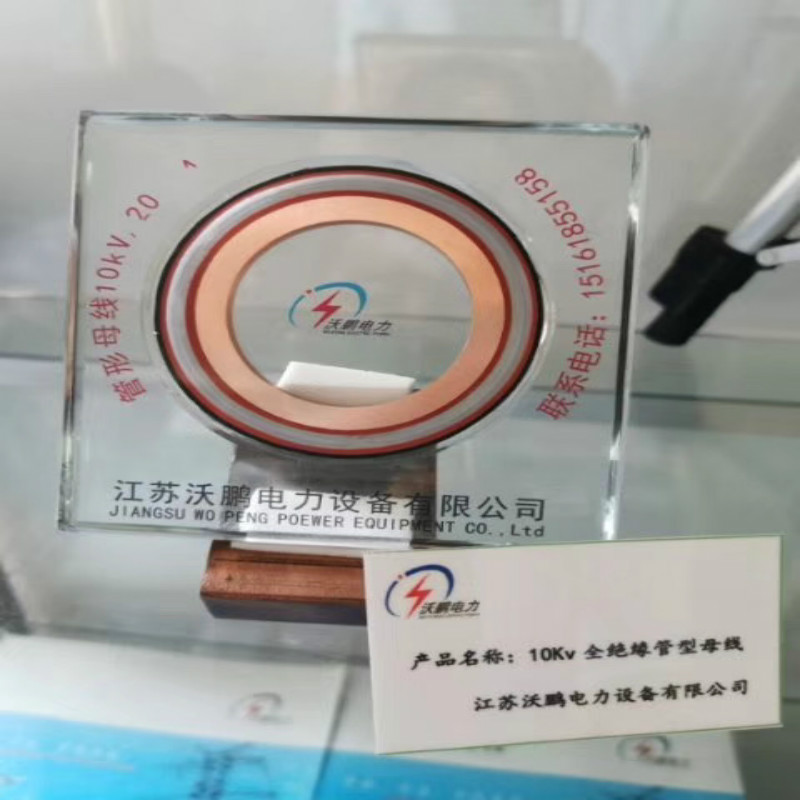 管形母线10kV，20
1
联系电话：15161855158
沃鹏电力
江苏沃鹏电力设备有限公司
JIANGSU WO PENG POEWER EQUIPMENT CO.,Ltd
沃鹏电力
产品名称：10Kv 全绝缘管型母线
江苏沃鹏电力设备有限公司